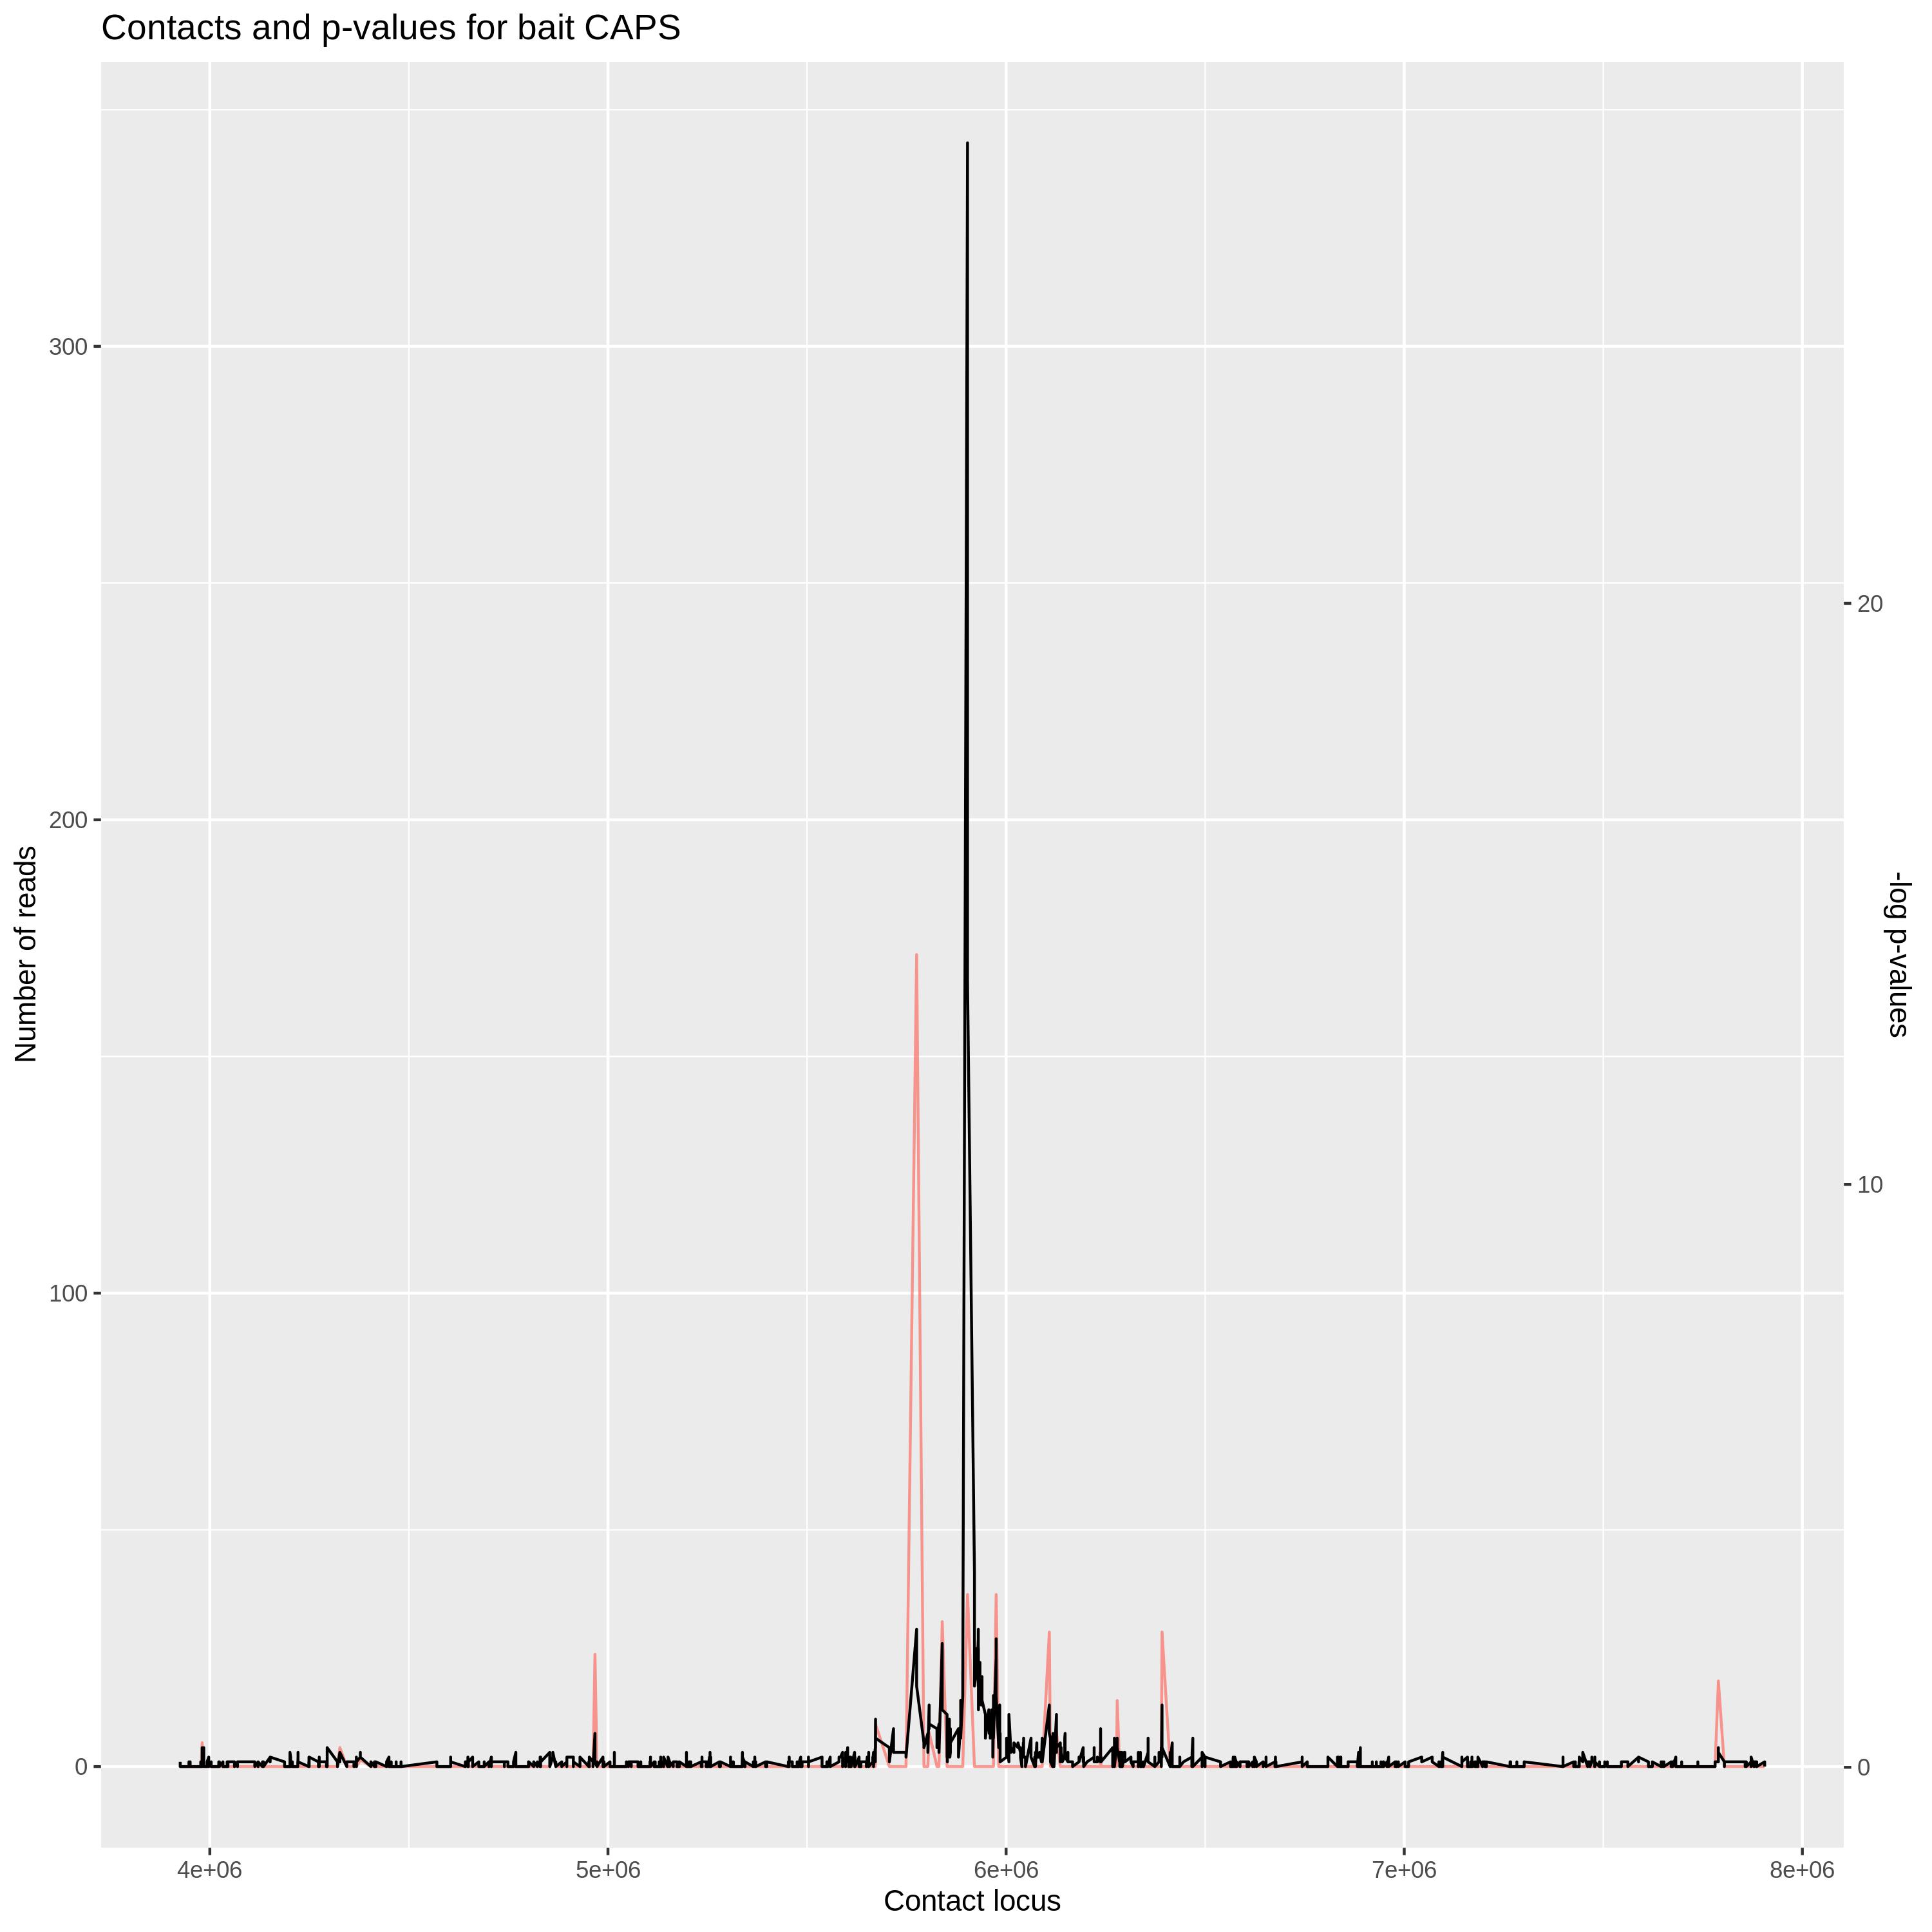 Contacts and p-values for bait CAPS
300
200
100
0
Number of reads
20
10
0
-log p-values
4e+06
5e+06
6e+06
7e+06
8e+06
Contact locus